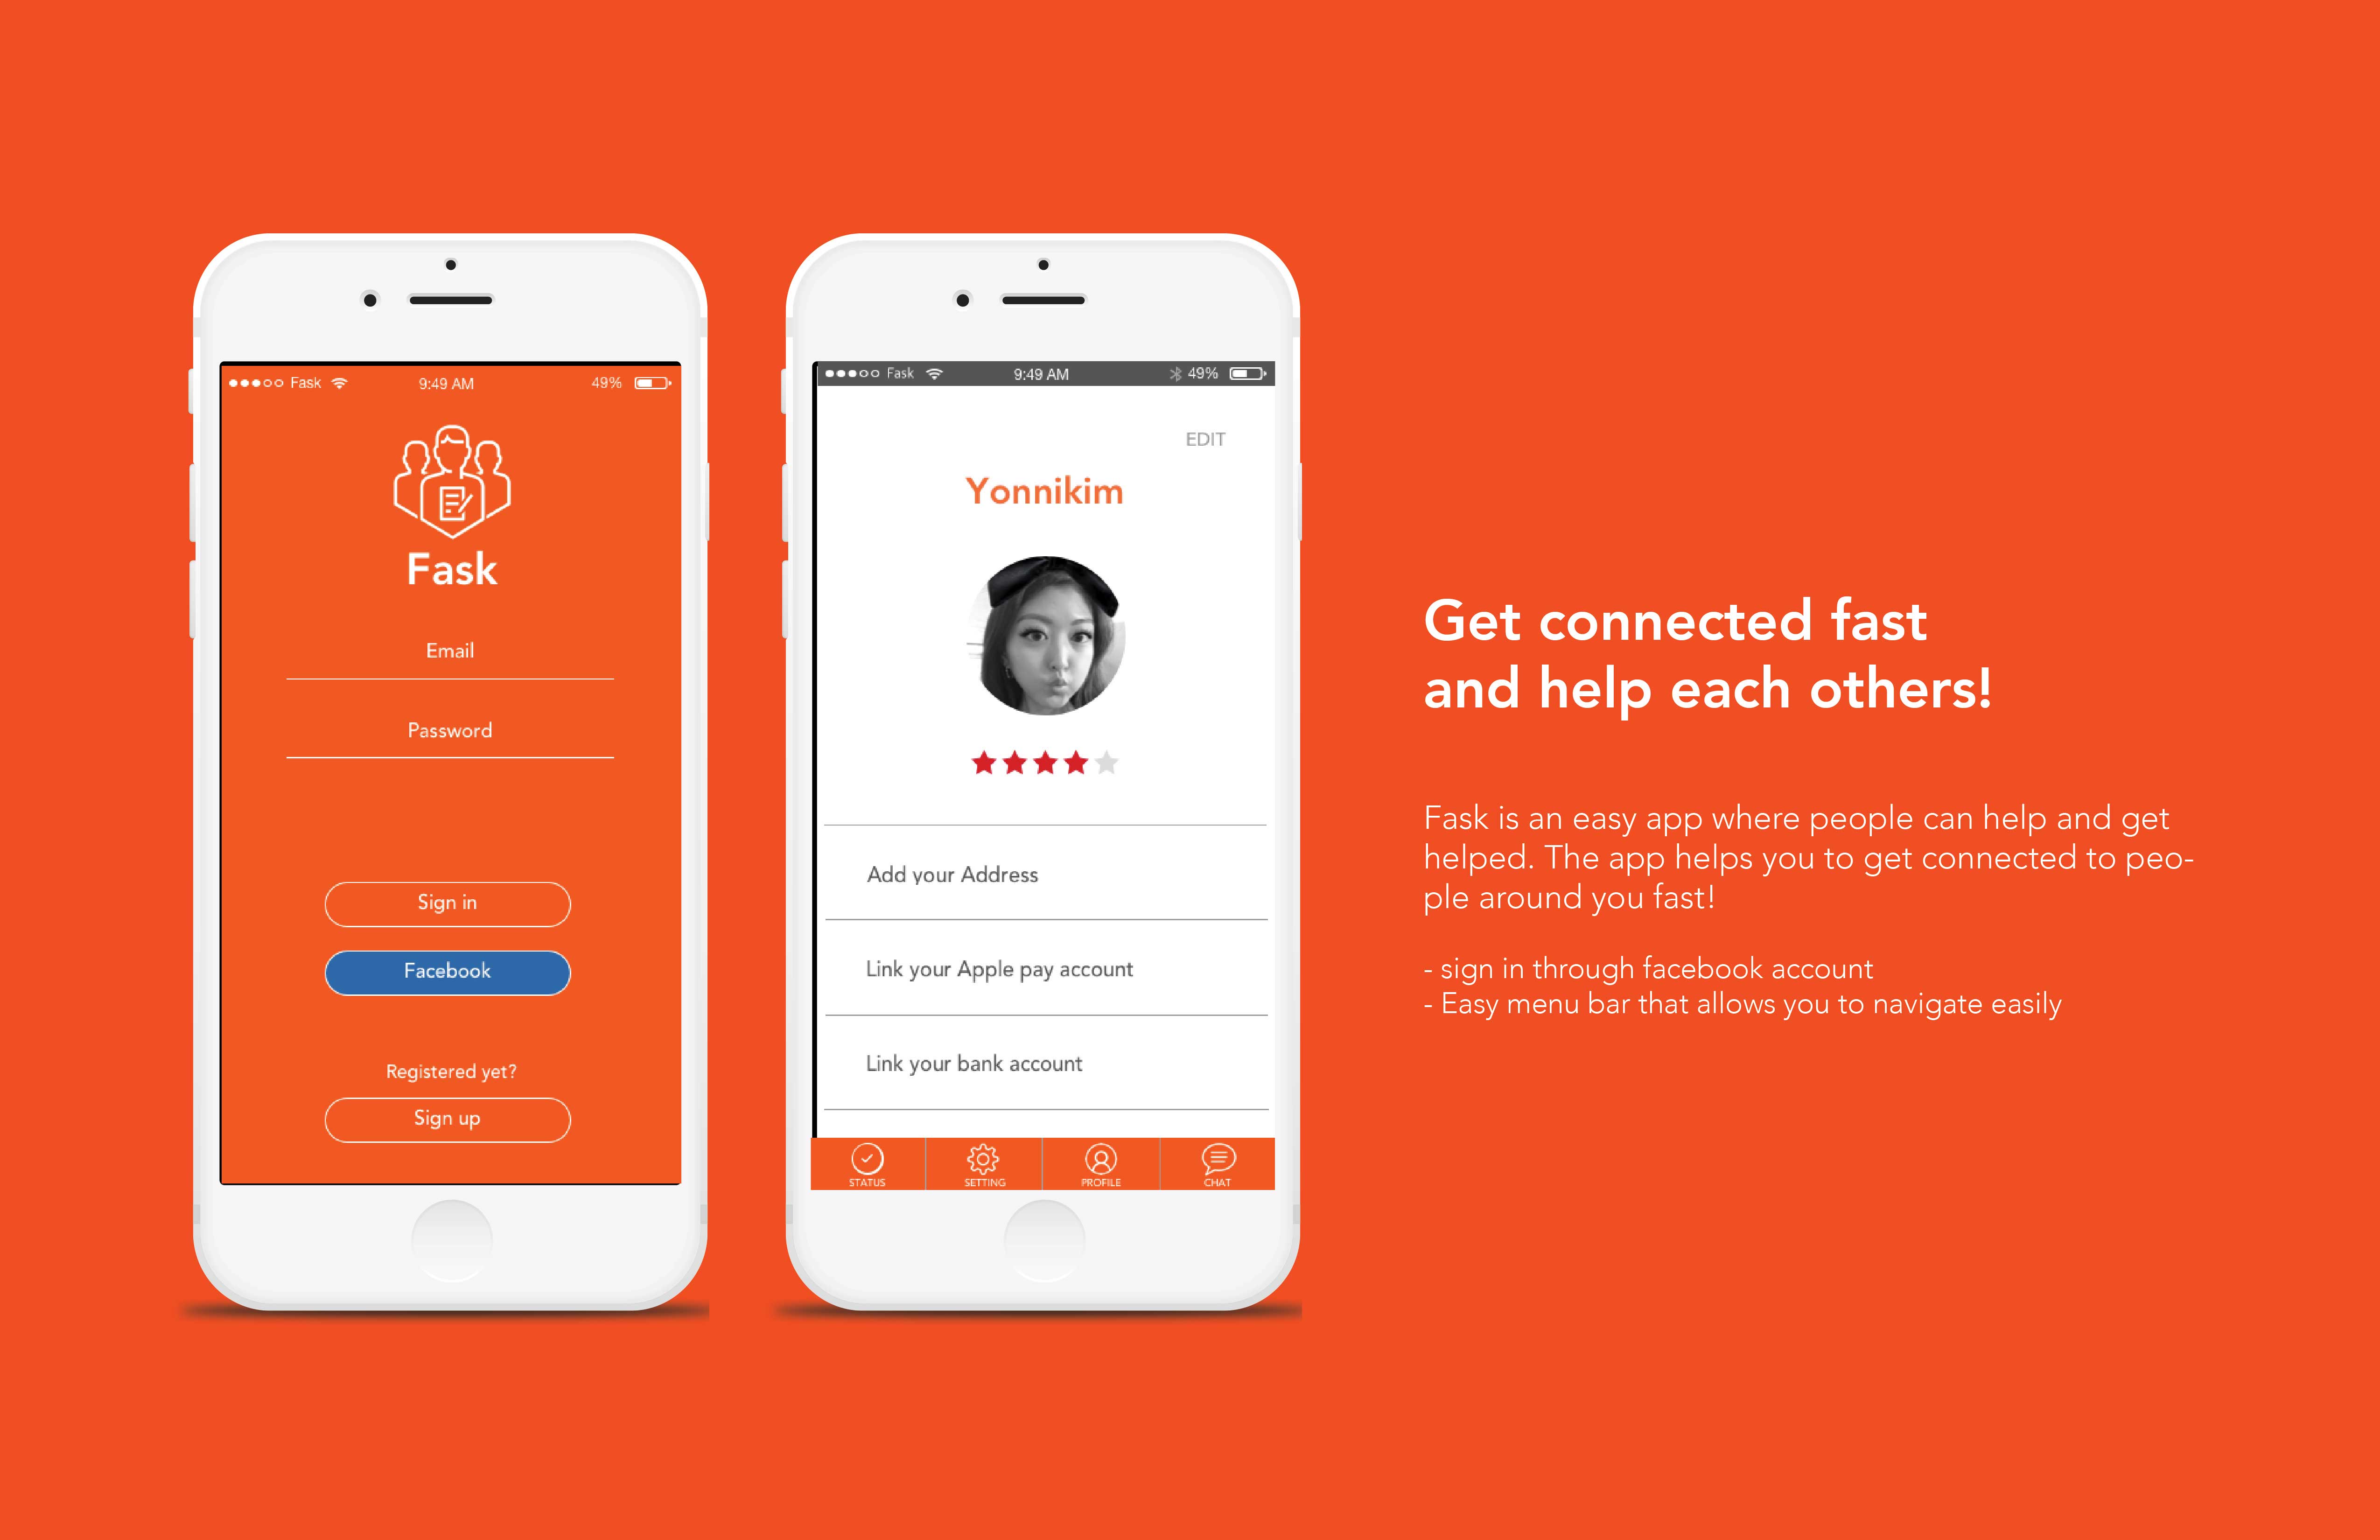 Fask
9:49 AM
49%
Fask
Email
Password
Sign in
Facebook
Registered yet?
Sign up
Fask
9:49 AM
49%
EDIT
Yonnikim
Add your Address
Link your Apple pay account
Link your bank account
STATUS
SETTING
PROFILE
CHAT
Get connected fast
and help each others!
Fask is an easy app where people can help and get
helped. The app helps you to get connected to peo-
ple around you fast!
- sign in through facebook account
- Easy menu bar that allows you to navigate easily